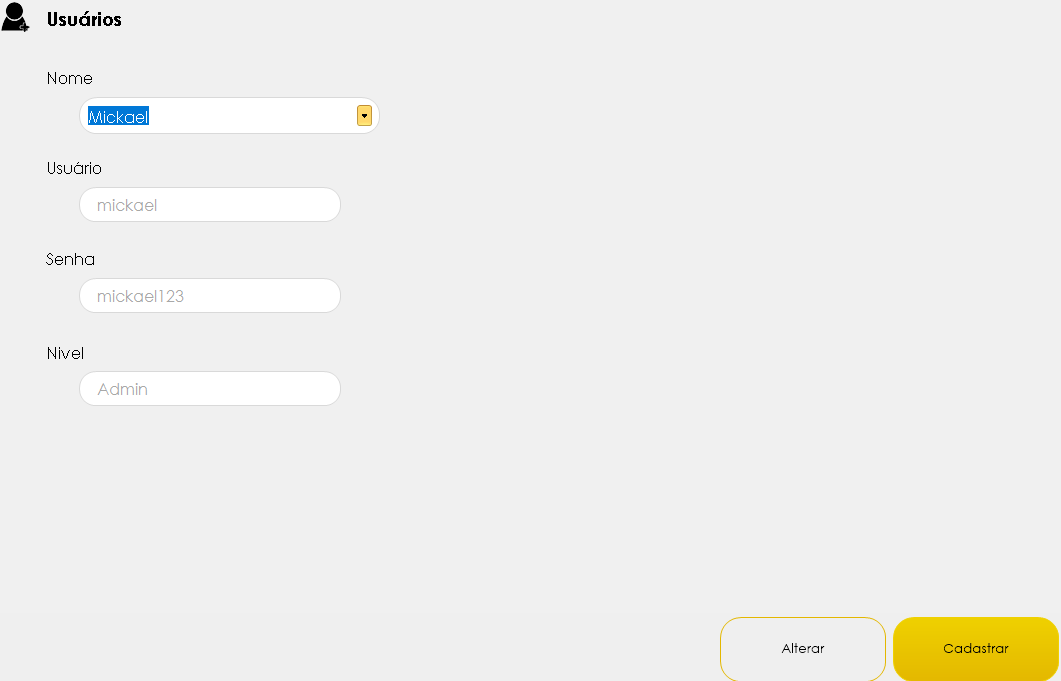 Usuários
Nome
Mickael
Usuário
mickael
Senha
mickael123
Nivel
Admin
Alterar
Cadastrar